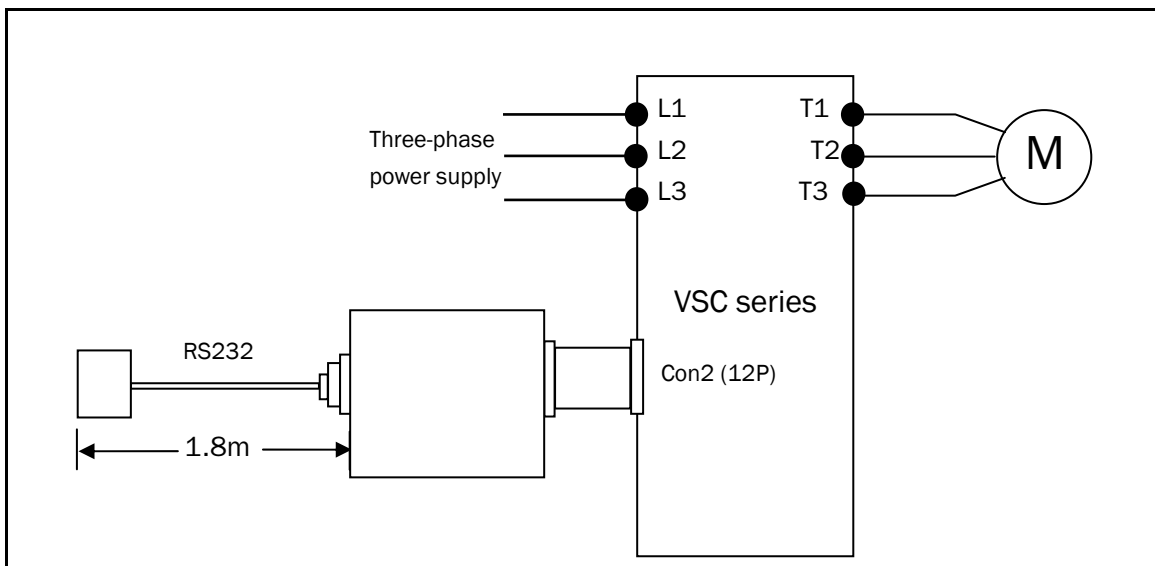 L1
T1
Three-phase
L2
T2
M
power supply
L3
T3
VSC series
RS232
Con2 (12P)
1.8m